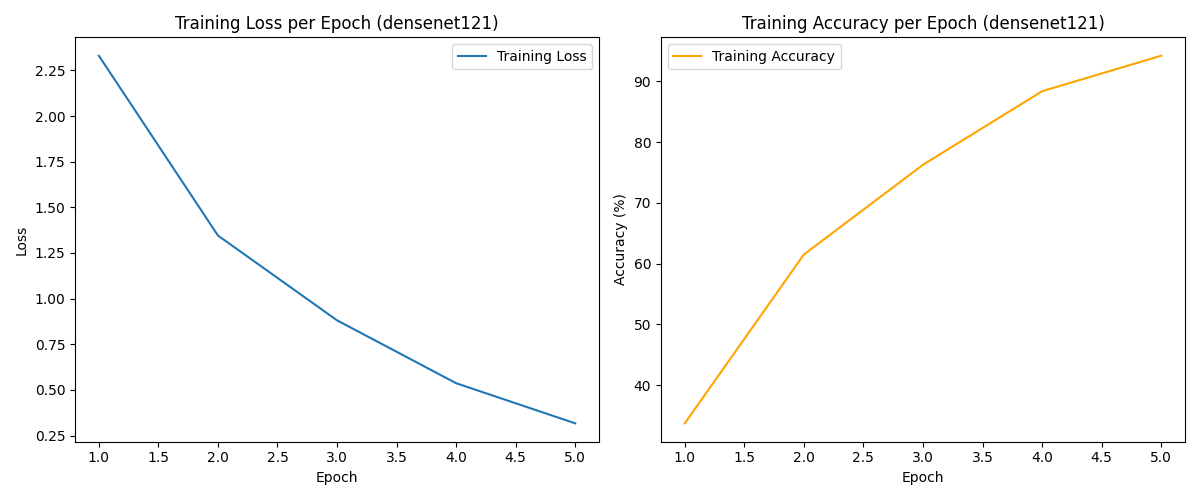 Training Loss per Epoch (densenet121)
Training Loss
2.25
2.00
1.75
1.50
1.25
1.00
0.75
0.50
0.25
Loss
1.0 1.5 2.0 2.5 3.0 3.5 4.0 4.5 5.0
Epoch
Training Accuracy per Epoch (densenet121)
Training Accuracy
90
80
70
60
50
40
Accuracy (%)
1.0 1.5 2.0 2.5 3.0 3.5 4.0 4.5 5.0
Epoch